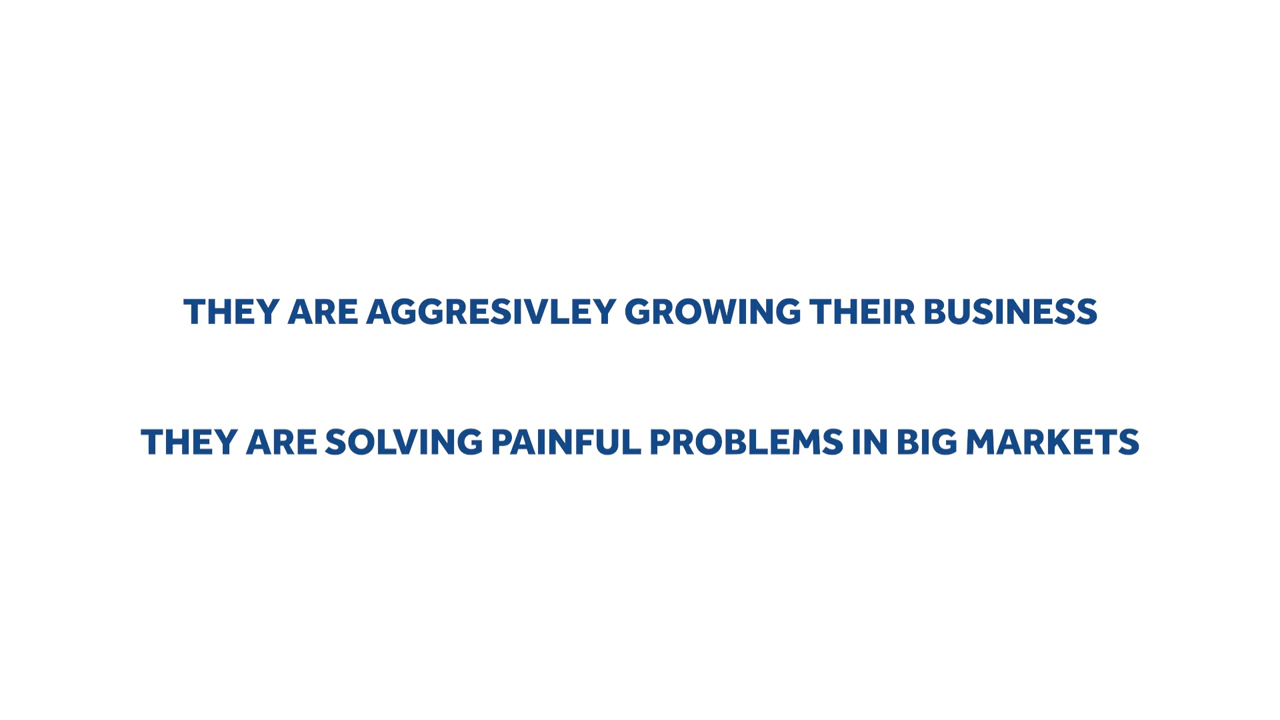 THEY ARE AGGRESIVLEY GROWING THEIR BUSINESS
THEY ARE SOLVING PAINFUL PROBLEMS IN BIG MARKETS